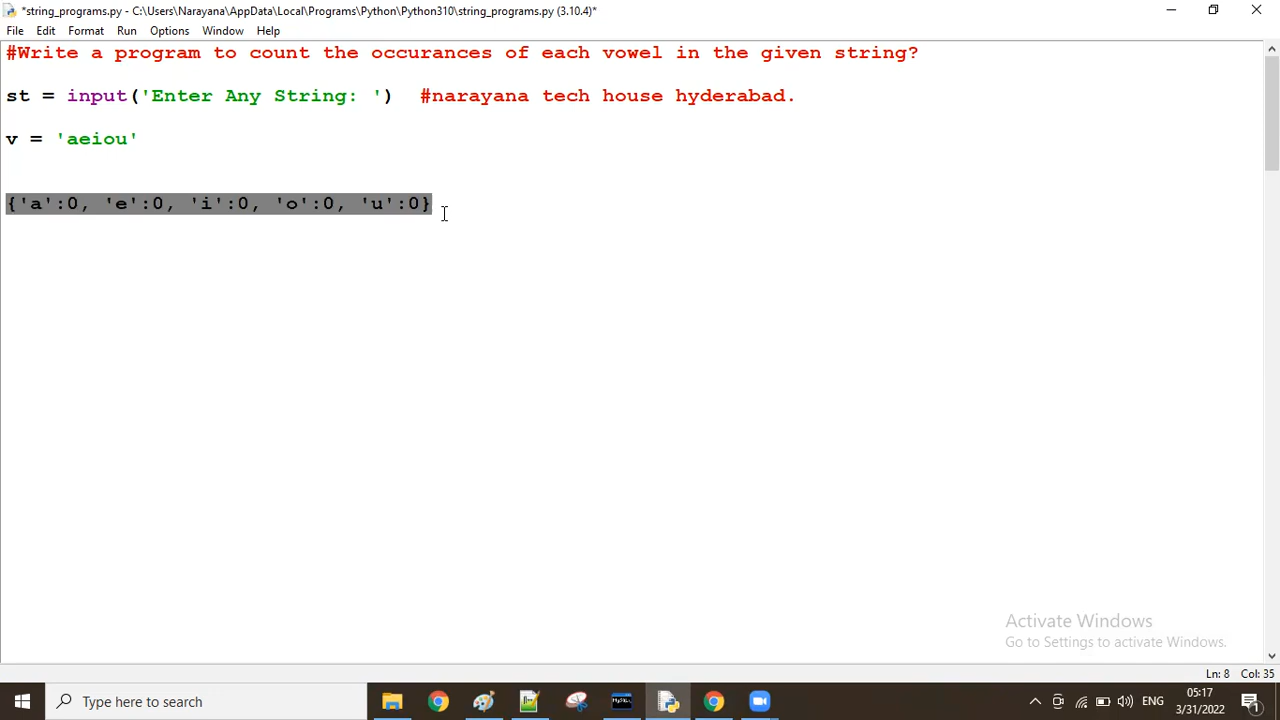 *string_programs.py - C:\Users\Narayana\AppData\Local\Programs\Python\Python310\string_programs.py (3.10.4)*
File Edit Format Run Options Window Help
#Write a program to count the occurances of each vowel in the given string?
st = input('Enter Any String: ')  #narayana tech house hyderabad.
v = 'aeiou'
{'a':0, 'e':0, 'i':0, 'o':0, 'u':0}
Activate Windows
Go to Settings to activate Windows.
Ln: 8 Col: 35
Type here to search
ENG
05:17
3/31/2022
1